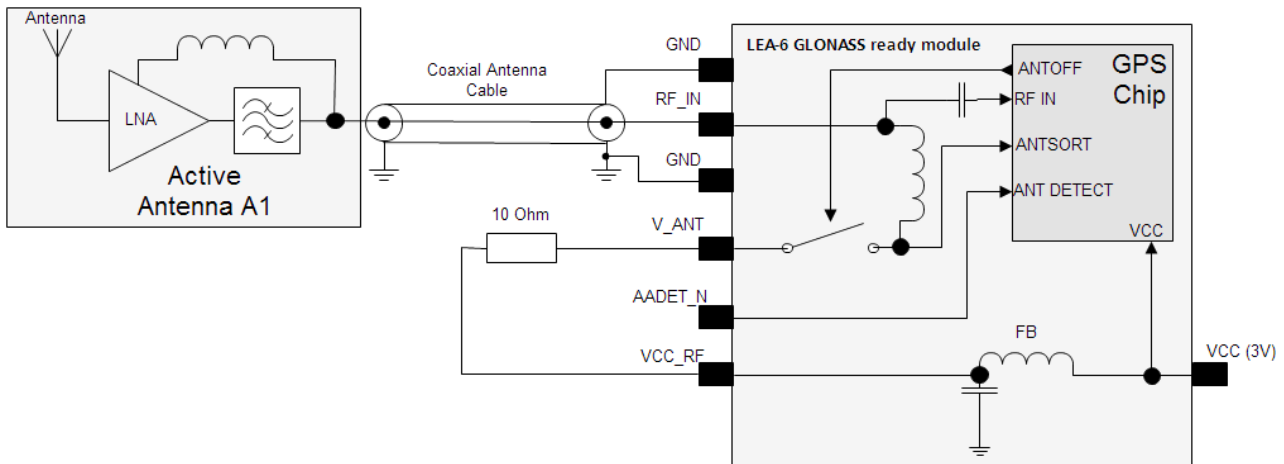 Antenna
LNA
Active
Antenna A1
Coaxial Antenna
Cable
10 Ohm
GND
RF_IN
GND
V_ANT
AADET_N
VCC_RF
LEA-6 GLONASS ready module
GPS
Chip
ANTOFF
RF IN
ANTSORT
ANT DETECT
VCC
FB
VCC (3V)